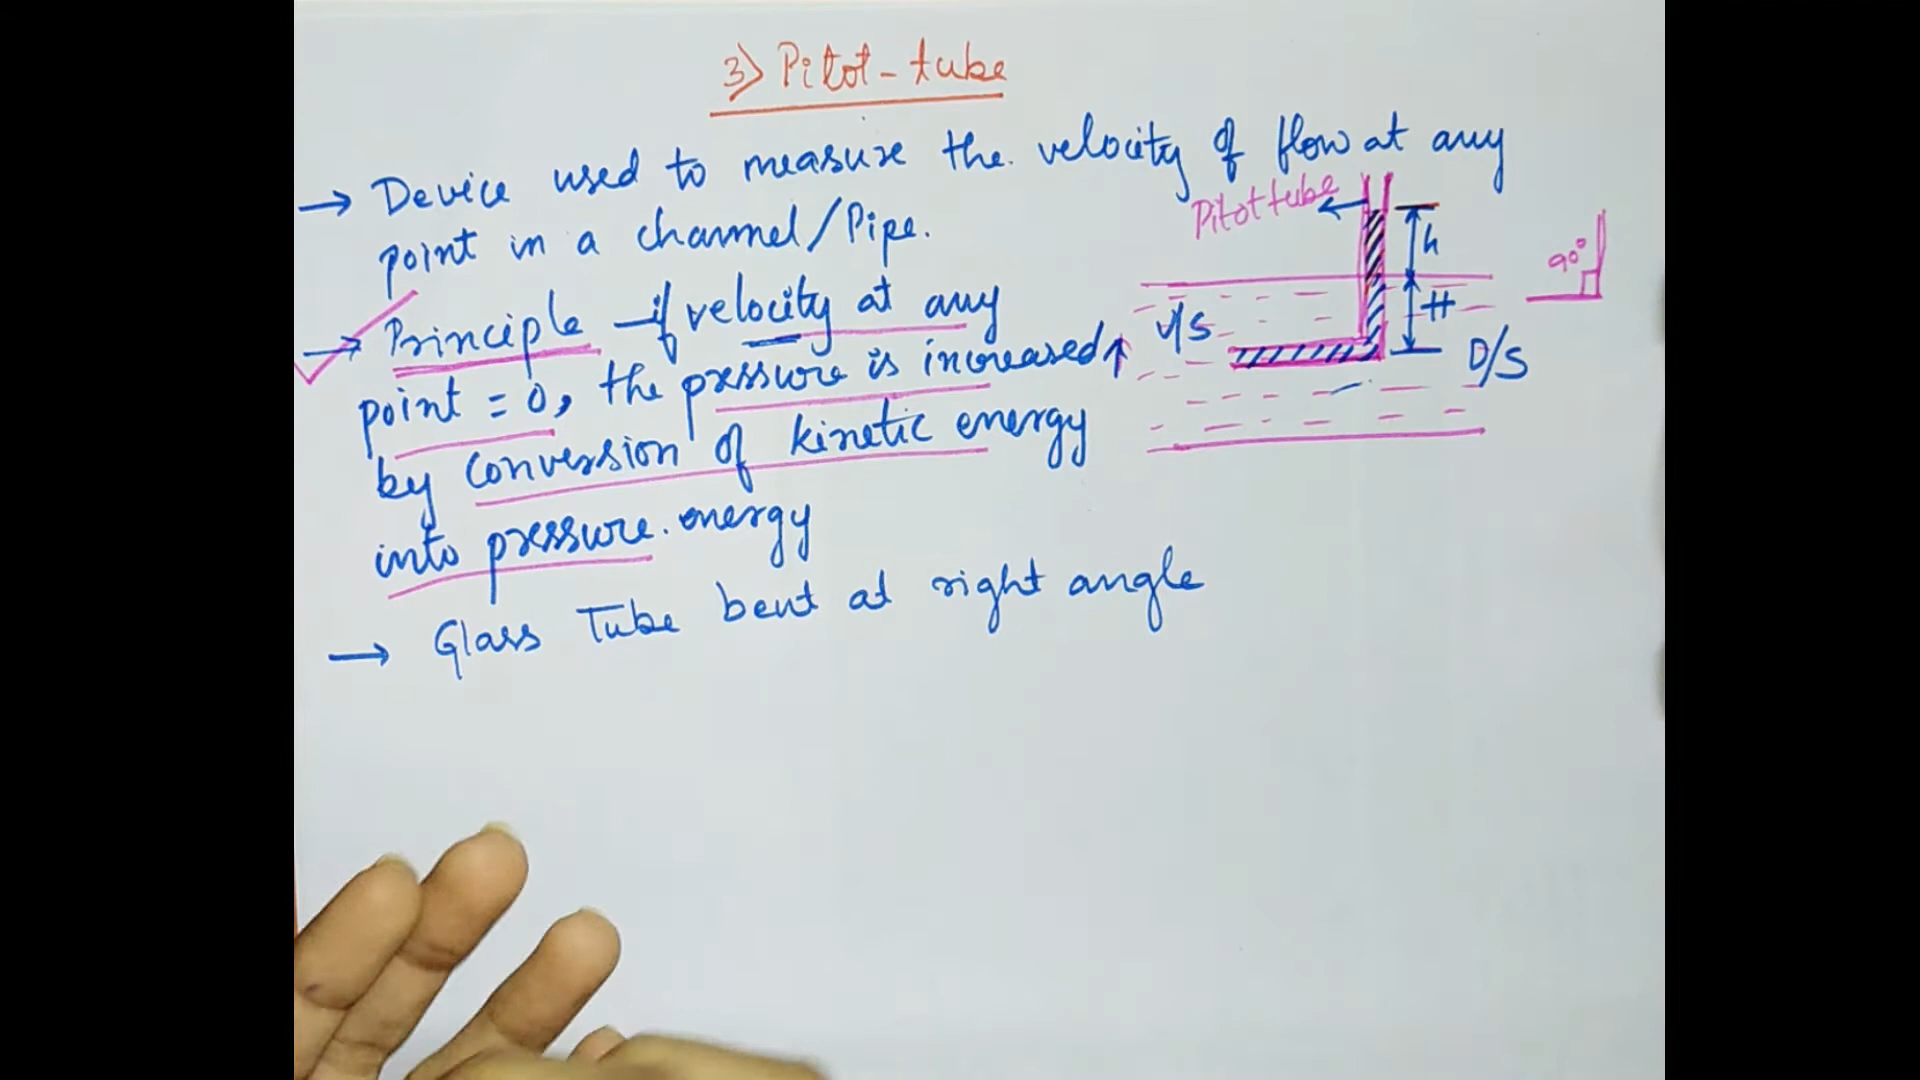 3) Pitot-tube
→ Device used to measure the velocity of flow at any
point in a channel/Pipe.
→ Principle - if velocity at any
point = 0, the pressure is increased↑
by conversion of kinetic energy
into pressure. energy
→ Glass Tube bent at right angle
Pitot tube
h
90°
H
U/S
D/S